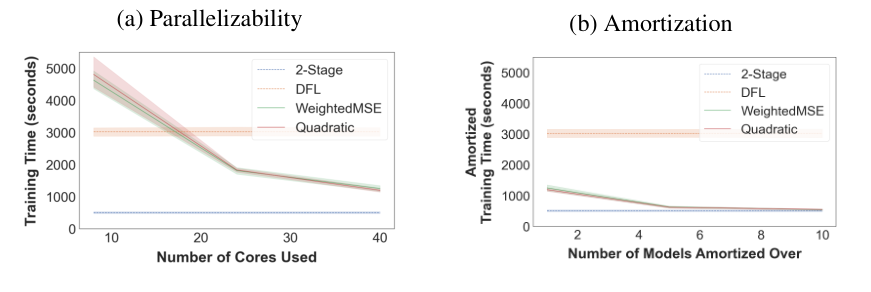 (a) Parallelizability
Training Time (seconds)
5000
4000
3000
2000
1000
0
10
20
30
40
Number of Cores Used
2-Stage
DFL
WeightedMSE
Quadratic
(b) Amortization
Amortized
Training Time (seconds)
5000
4000
3000
2000
1000
0
2
4
6
8
10
Number of Models Amortized Over
2-Stage
DFL
WeightedMSE
Quadratic